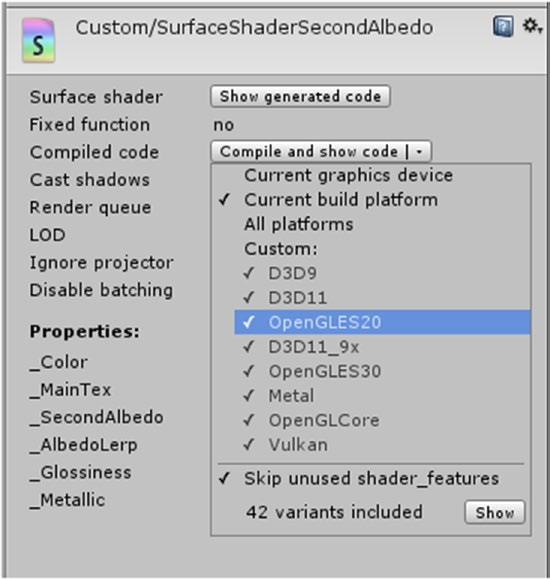 S
Custom/SurfaceShaderSecondAlbedo
Surface shader Show generated code
Fixed function no
Compiled code Compile and show code |
Cast shadows
Render queue
LOD
Ignore projector
Disable batching
Current graphics device
✓ Current build platform
All platforms
Custom:
✓ D3D9
✓ D3D11
✓ OpenGLES20
✓ D3D11_9x
✓ OpenGLES30
✓ Metal
✓ OpenGLCore
✓ Vulkan
✓ Skip unused shader_features
42 variants included Show
Properties:
_Color
_MainTex
_SecondAlbedo
_AlbedoLerp
_Glossiness
_Metallic